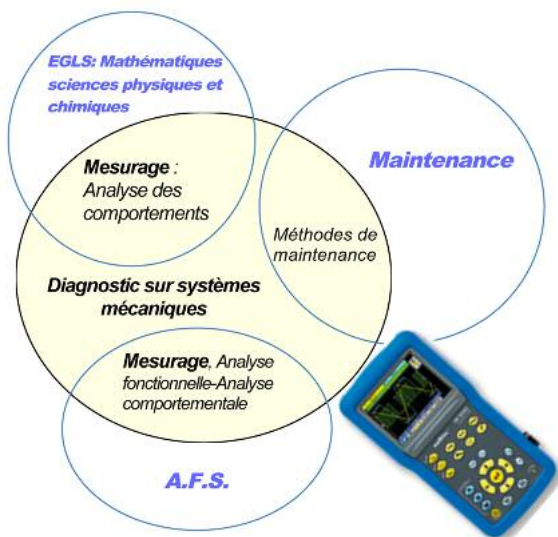 EGLS: Mathématiques
sciences physiques et
chimiques
Mesurage :
Analyse des
comportements
Maintenance
Méthodes de
maintenance
Diagnostic sur systèmes
mécaniques
Mesurage, Analyse
fonctionnelle-Analyse
comportementale
A.F.S.